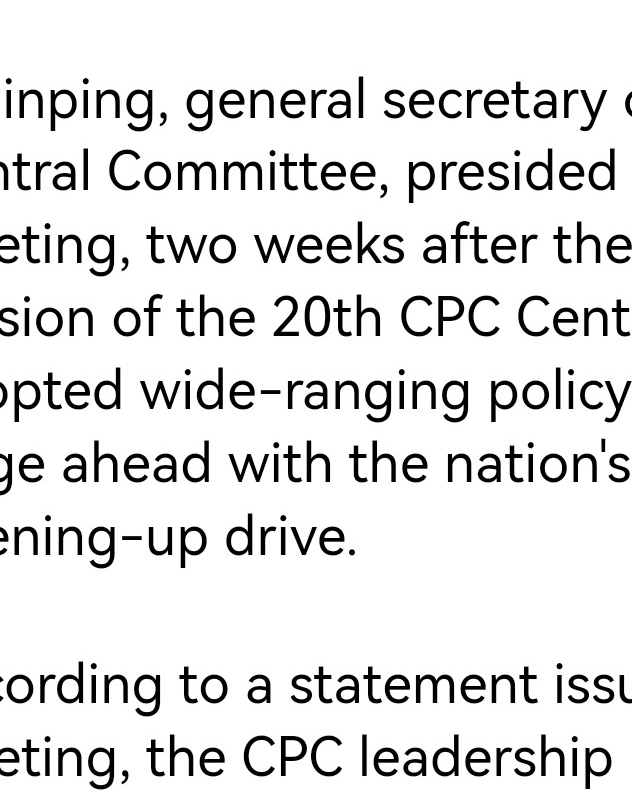 inping, general secretary
ntral Committee, presided
eting, two weeks after the
sion of the 20th CPC Cent
opted wide-ranging policy
ge ahead with the nation's
ening-up drive.
cording to a statement issu
eting, the CPC leadership